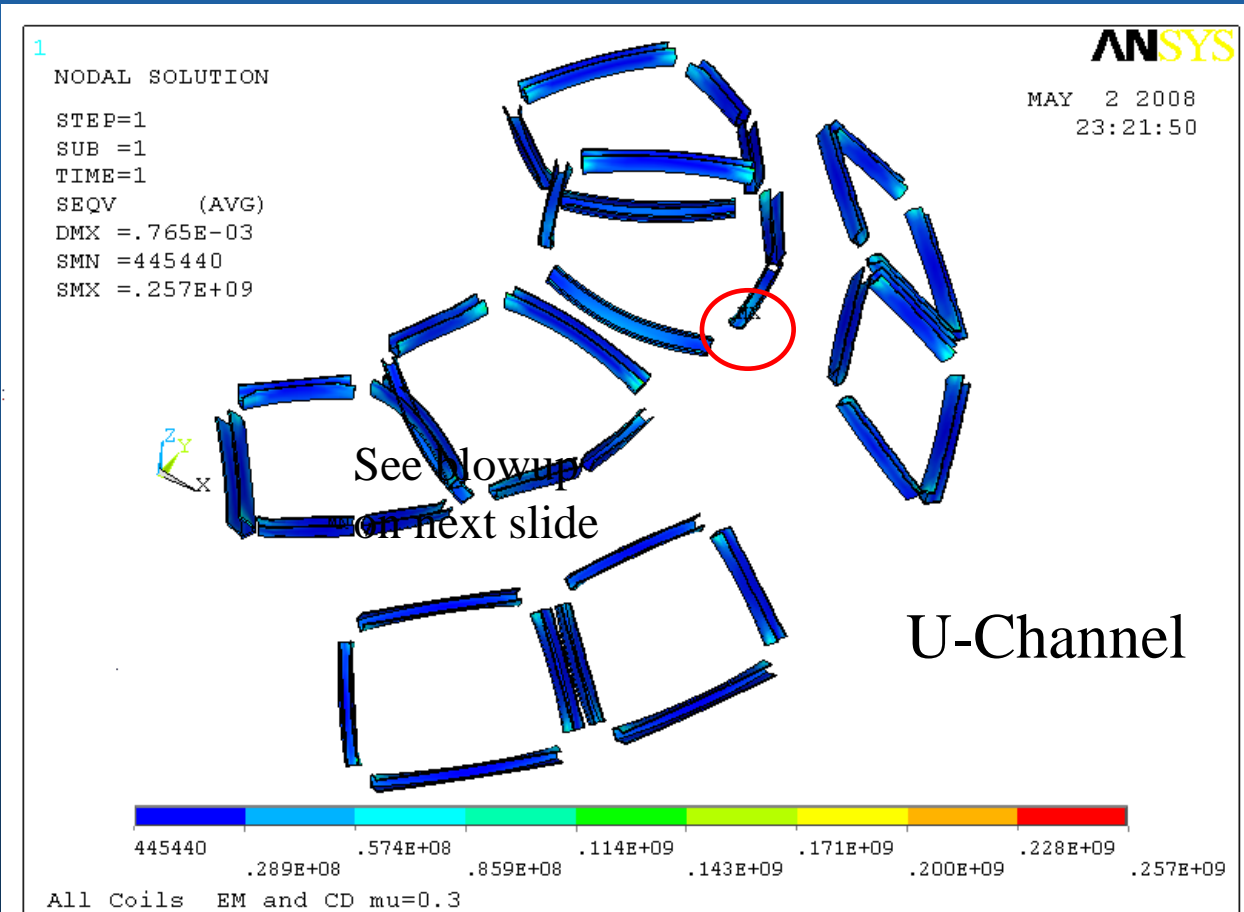 1
ANSYS
NODAL SOLUTION
MAY 2 2008
23:21:50
STEP=1
SUB =1
TIME=1
SEQV (AVG)
DMX =.765E-03
SMN =445440
SMX =.257E+09
Z
Y
X
See blowup
on next slide
U-Channel
445440 .574E+08 .114E+09 .171E+09 .228E+09
.289E+08 .859E+08 .143E+09 .200E+09 .257E+09
All Coils EM and CD mu=0.3